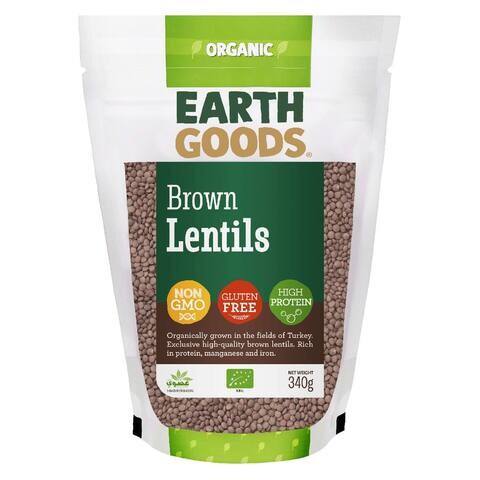 ORGANIC
EARTH
GOODS®
Brown
Lentils
NON
GMO
GLUTEN
FREE
HIGH
PROTEIN
Organically grown in the fields of Turkey.
Exclusive high-quality brown lentils. Rich
in protein, manganese and iron.
عضوي
NET WEIGHT
340g